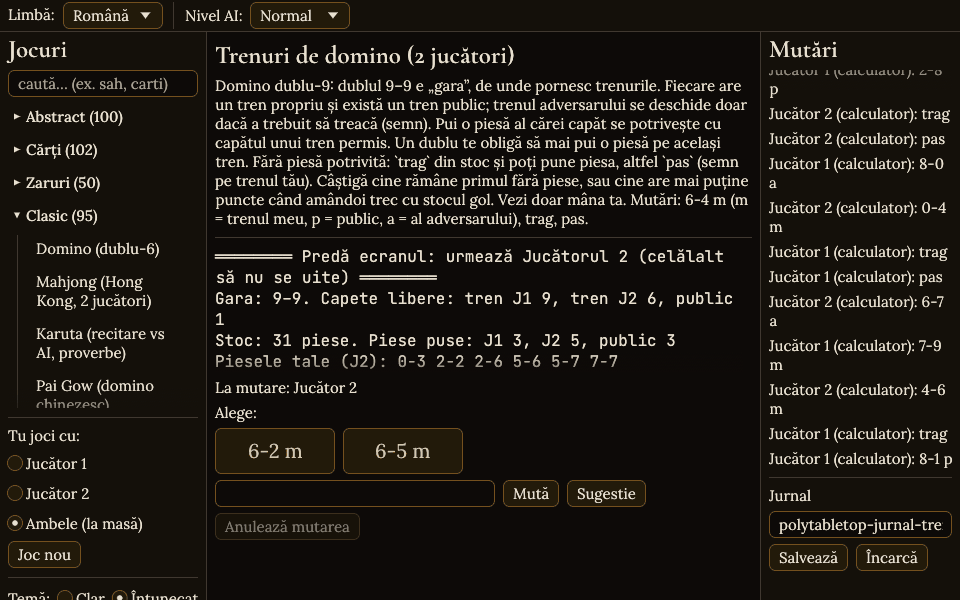 Limbă: Română Nivel AI: Normal
Jocuri
caută... (ex. sah, carti)
Abstract (100)
Cărți (102)
Zaruri (50)
Clasic (95)
Domino (dublu-6)
Mahjong (Hong
Kong, 2 jucători)
Karuta (recitare vs
AI, proverbe)
Pai Gow (domino
chinezesc)
Tu joci cu:
Jucător 1
Jucător 2
Ambele (la masă)
Joc nou
Temă: Clar Întunecat
Trenuri de domino (2 jucători)
Domino dublu-9: dublul 9–9 e „gara”, de unde pornesc trenurile. Fiecare are
un tren propriu și există un tren public; trenul adversarului se deschide doar
dacă a trebuit să treacă (semn). Pui o piesă al cărei capăt se potrivește cu
capătul unui tren permis. Un dublu te obligă să mai pui o piesă pe același
tren. Fără piesă potrivită: `trag` din stoc și poți pune piesa, altfel `pas` (semn
pe trenul tău). Câștigă cine rămâne primul fără piese, sau cine are mai puține
puncte când amândoi trec cu stocul gol. Vezi doar mâna ta. Mutări: 6-4 m (m
= trenul meu, p = public, a = al adversarului), trag, pas.
════════ Predă ecranul: urmează Jucătorul 2 (celălalt
să nu se uite) ════════
Gara: 9–9. Capete libere: tren J1 9, tren J2 6, public
1
Stoc: 31 piese. Piese puse: J1 3, J2 5, public 3
Piesele tale (J2): 0-3 2-2 2-6 5-6 5-7 7-7
La mutare: Jucător 2
Alege:
6-2 m 6-5 m
Mută Sugestie
Anulează mutarea
Mutări
Jucător 1 (calculator): 2-8
p
Jucător 2 (calculator): trag
Jucător 2 (calculator): pas
Jucător 1 (calculator): 8-0
a
Jucător 2 (calculator): 0-4
m
Jucător 1 (calculator): trag
Jucător 1 (calculator): pas
Jucător 2 (calculator): 6-7
a
Jucător 1 (calculator): 7-9
m
Jucător 2 (calculator): 4-6
m
Jucător 1 (calculator): trag
Jucător 1 (calculator): 8-1 p
Jurnal
polytabletop-jurnal-tre
Salvează Încarcă